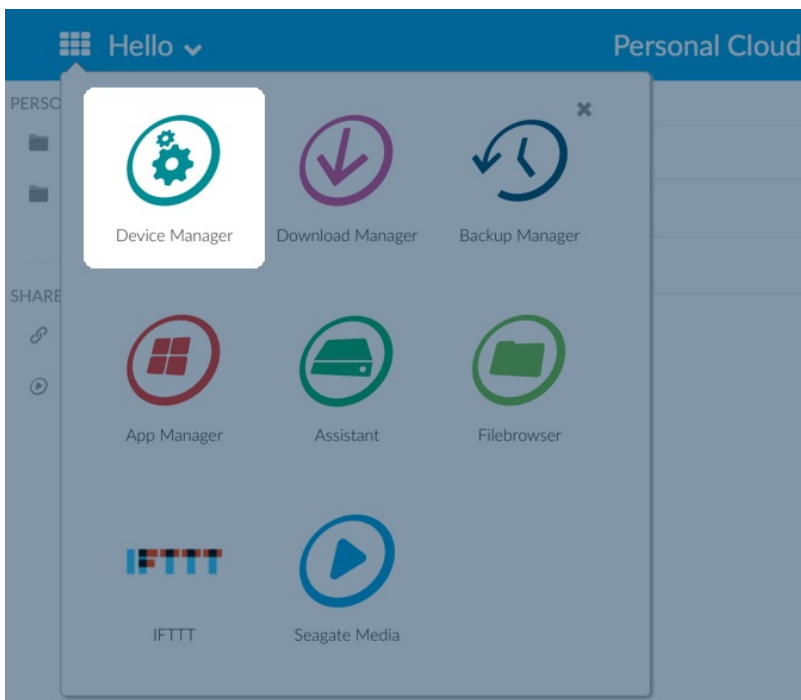 Hello
Personal Cloud
PERSO
Device Manager
Download Manager
Backup Manager
SHARE
App Manager
Assistant
Filebrowser
IFTTT
IFTTT
Seagate Media